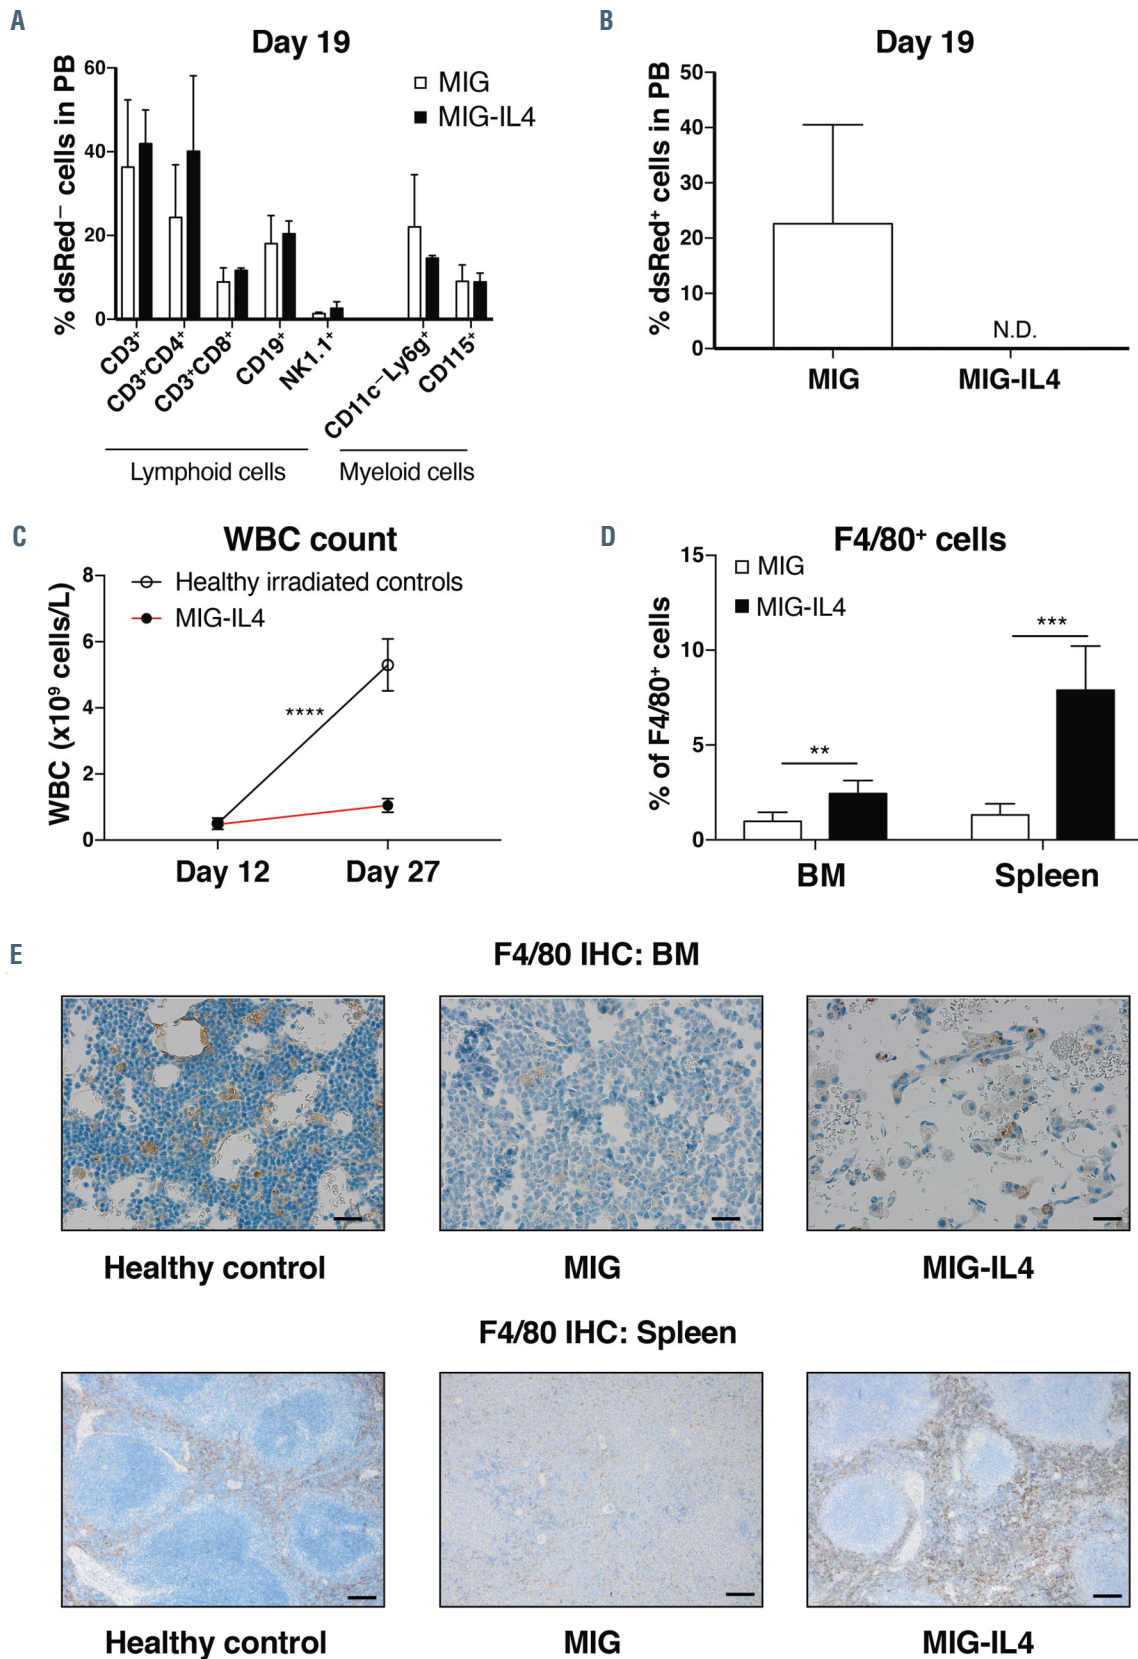 A
Day 19
% dsRed⁻ cells in PB
60
40
20
0
MIG
MIG-IL4
CD3⁺
CD3⁺CD4⁺
CD3⁺CD8⁺
CD19⁺
NK1.1⁺
CD11c⁻Ly6g⁺
CD115⁺
Lymphoid cells
Myeloid cells
B
Day 19
% dsRed⁺ cells in PB
50
40
30
20
10
0
N.D.
MIG
MIG-IL4
C
WBC count
WBC (x10⁹ cells/L)
8
6
4
2
0
Healthy irradiated controls
MIG-IL4
****
Day 12
Day 27
D
F4/80⁺ cells
% of F4/80⁺ cells
15
10
5
0
MIG
MIG-IL4
**
***
BM
Spleen
E
F4/80 IHC: BM
Healthy control
MIG
MIG-IL4
F4/80 IHC: Spleen
Healthy control
MIG
MIG-IL4